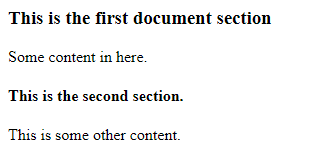 This is the first document section
Some content in here.
This is the second section.
This is some other content.